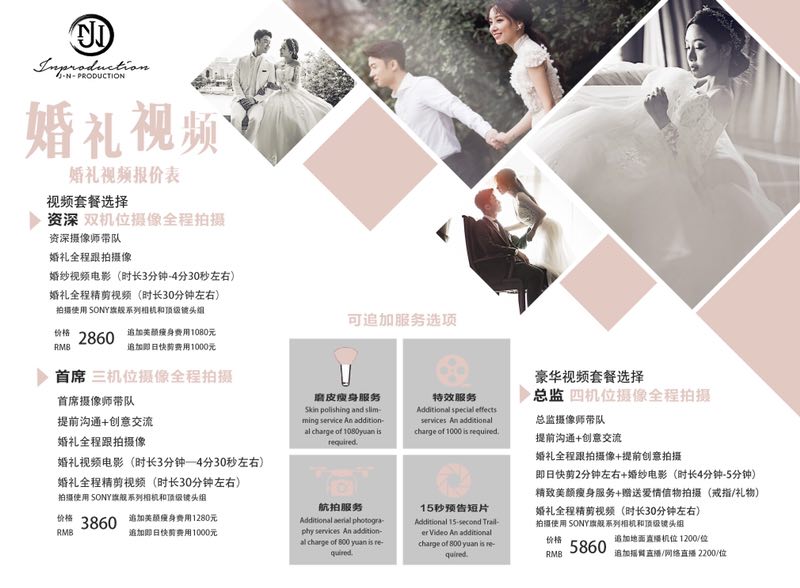 NJJ
Inproduction
J-N- PRODUCTION
婚礼视频
婚礼视频报价表
视频套餐选择
资深 双机位摄像全程拍摄
资深摄像师带队
婚礼全程跟拍摄像
婚纱视频电影（时长3分钟-4分30秒左右）
婚礼全程精剪视频（时长30分钟左右）
拍摄使用 SONY旗舰系列相机和顶级镜头组
价格 RMB 2860
追加美颜瘦身费用1080元
追加即日快剪费用1000元
首席 三机位摄像全程拍摄
首席摄像师带队
提前沟通+创意交流
婚礼全程跟拍摄像
婚礼视频电影（时长3分钟—4分30秒左右）
婚礼全程精剪视频（时长30分钟左右）
拍摄使用 SONY旗舰系列相机和顶级镜头组
价格 RMB 3860
追加美颜瘦身费用1280元
追加即日快剪费用1000元
可追加服务选项
磨皮瘦身服务
Skin polishing and slim-
ming service An addition-
al charge of 1080yuan is
required.
特效服务
Additional special effects
services An additional
charge of 1000 is required.
航拍服务
Additional aerial photogra-
phy services An addition-
al charge of 800 yuan is re-
quired.
15秒预告短片
Additional 15-second Trail-
er Video An additional
charge of 800 yuan is re-
quired.
豪华视频套餐选择
总监 四机位摄像全程拍摄
总监摄像师带队
提前沟通+创意交流
婚礼全程跟拍摄像+提前创意拍摄
即日快剪2分钟左右+婚纱电影（时长4分钟-5分钟）
精致美颜瘦身服务+赠送爱情信物拍摄（戒指/礼物）
婚礼全程精剪视频（时长30分钟左右）
拍摄使用 SONY旗舰系列相机和顶级镜头组
价格 RMB 5860
追加地面直播机位 1200/位
追加摇臂直播/网络直播 2200/位